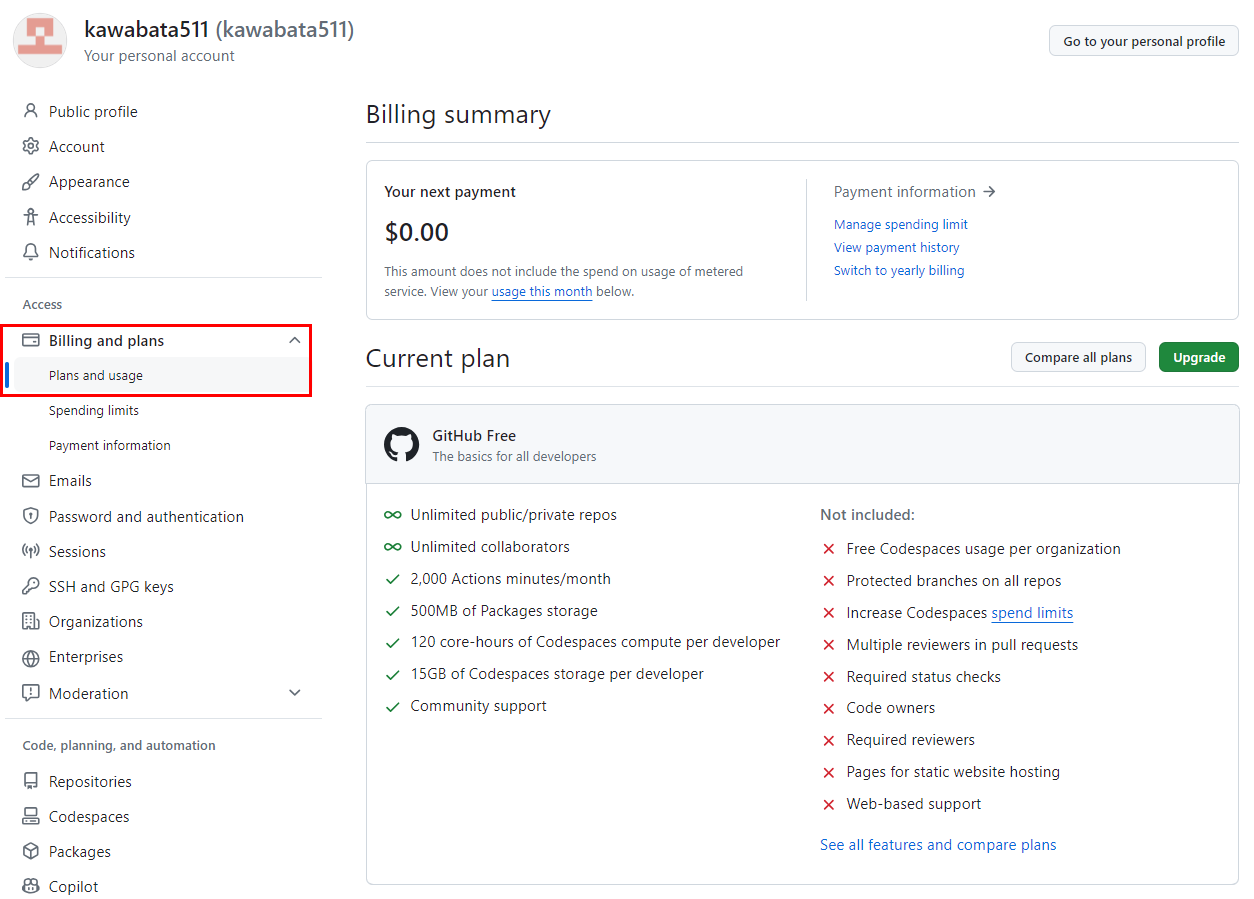 kawabata511 (kawabata511)
Your personal account
Go to your personal profile
Public profile
Account
Appearance
Accessibility
Notifications
Access
Billing and plans
Plans and usage
Spending limits
Payment information
Emails
Password and authentication
Sessions
SSH and GPG keys
Organizations
Enterprises
Moderation
Code, planning, and automation
Repositories
Codespaces
Packages
Copilot
Billing summary
Your next payment
$0.00
This amount does not include the spend on usage of metered
service. View your usage this month below.
Payment information
Manage spending limit
View payment history
Switch to yearly billing
Current plan
Compare all plans
Upgrade
GitHub Free
The basics for all developers
Unlimited public/private repos
Unlimited collaborators
2,000 Actions minutes/month
500MB of Packages storage
120 core-hours of Codespaces compute per developer
15GB of Codespaces storage per developer
Community support
Not included:
Free Codespaces usage per organization
Protected branches on all repos
Increase Codespaces spend limits
Multiple reviewers in pull requests
Required status checks
Code owners
Required reviewers
Pages for static website hosting
Web-based support
See all features and compare plans